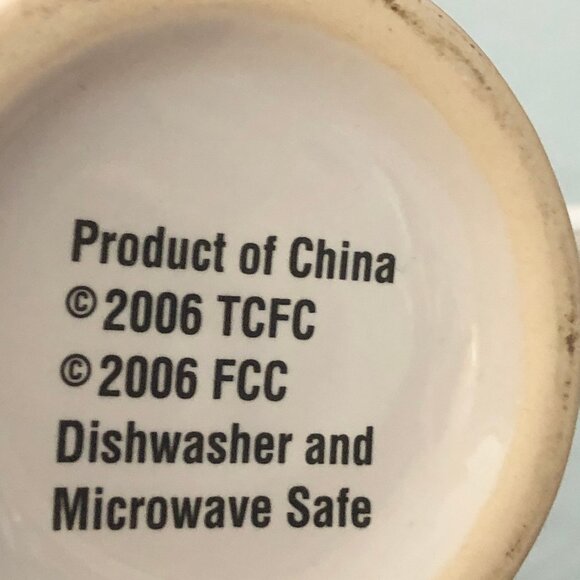 Product of China
©2006 TCFC
©2006 FCC
Dishwasher and
Microwave Safe